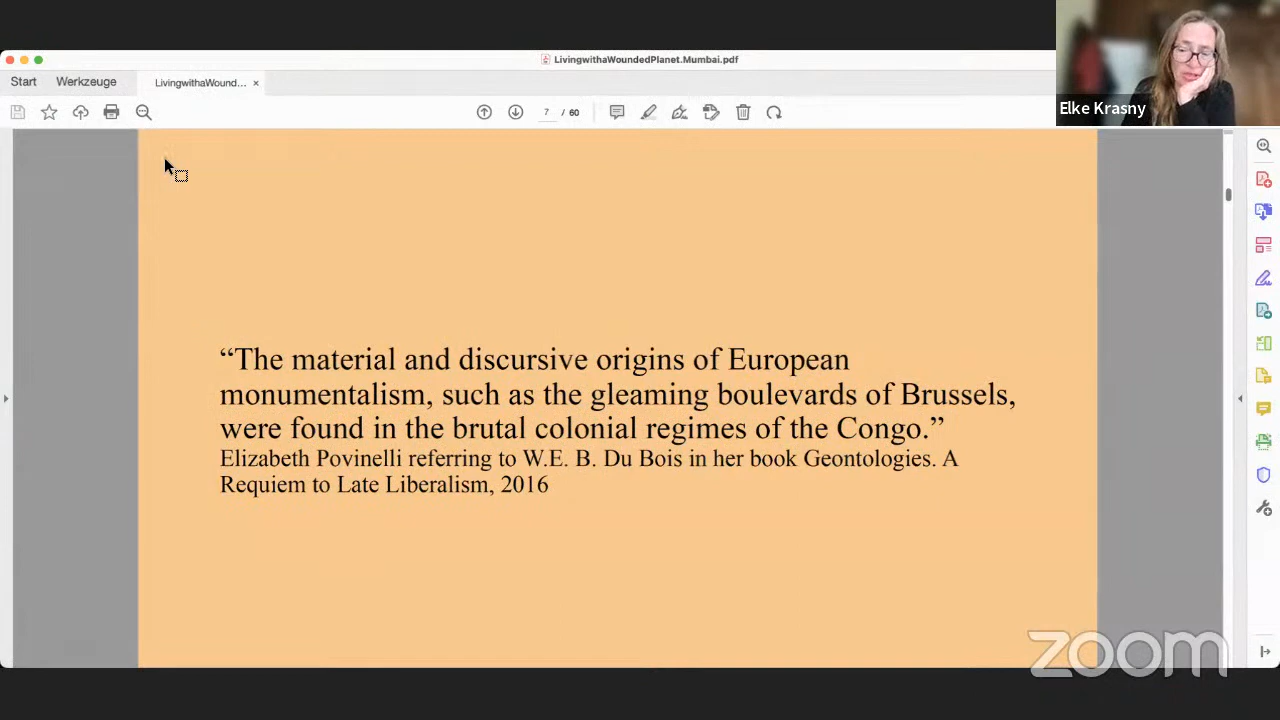 LivingwithaWoundedPlanet.Mumbai.pdf
Start
Werkzeuge
LivingwithaWound... ×
7 / 60
Elke Krasny
“The material and discursive origins of European
monumentalism, such as the gleaming boulevards of Brussels,
were found in the brutal colonial regimes of the Congo.”
Elizabeth Povinelli referring to W.E. B. Du Bois in her book Geontologies. A
Requiem to Late Liberalism, 2016
zoom